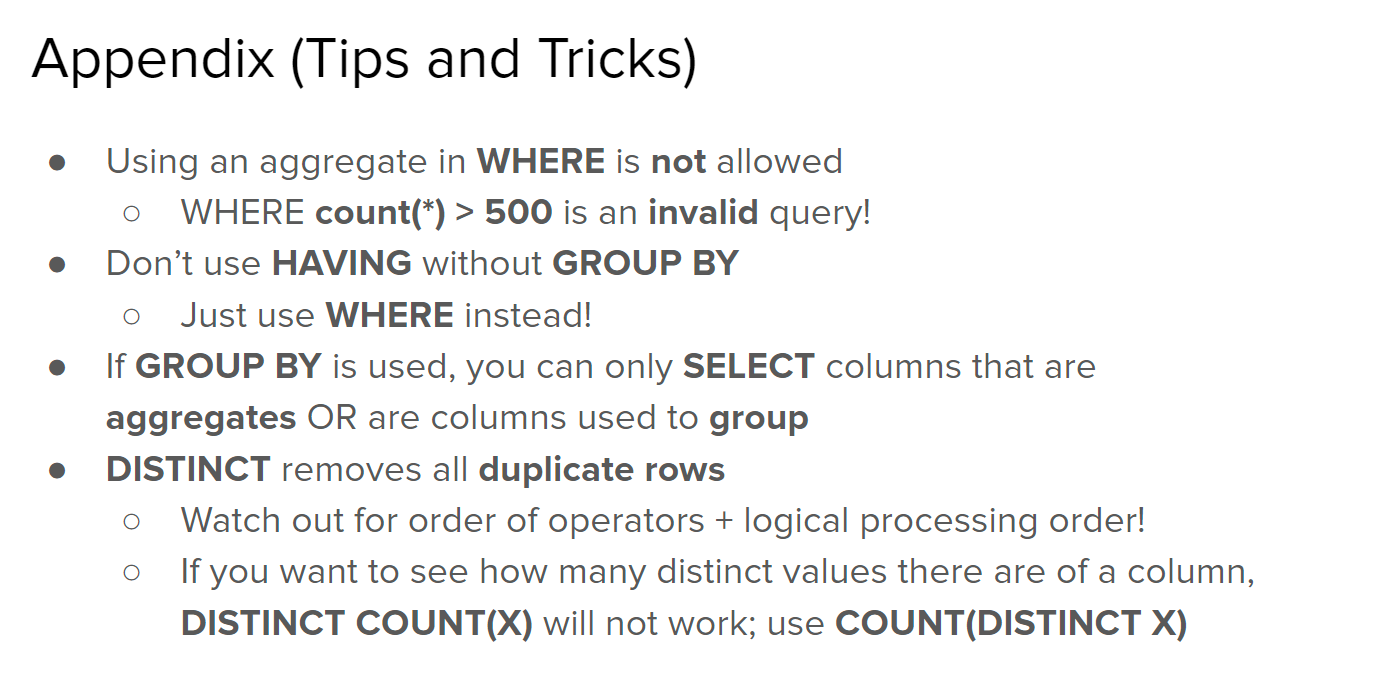 Appendix (Tips and Tricks)
● Using an aggregate in WHERE is not allowed
○ WHERE count(*) > 500 is an invalid query!
● Don’t use HAVING without GROUP BY
○ Just use WHERE instead!
● If GROUP BY is used, you can only SELECT columns that are
aggregates OR are columns used to group
● DISTINCT removes all duplicate rows
○ Watch out for order of operators + logical processing order!
○ If you want to see how many distinct values there are of a column,
DISTINCT COUNT(X) will not work; use COUNT(DISTINCT X)